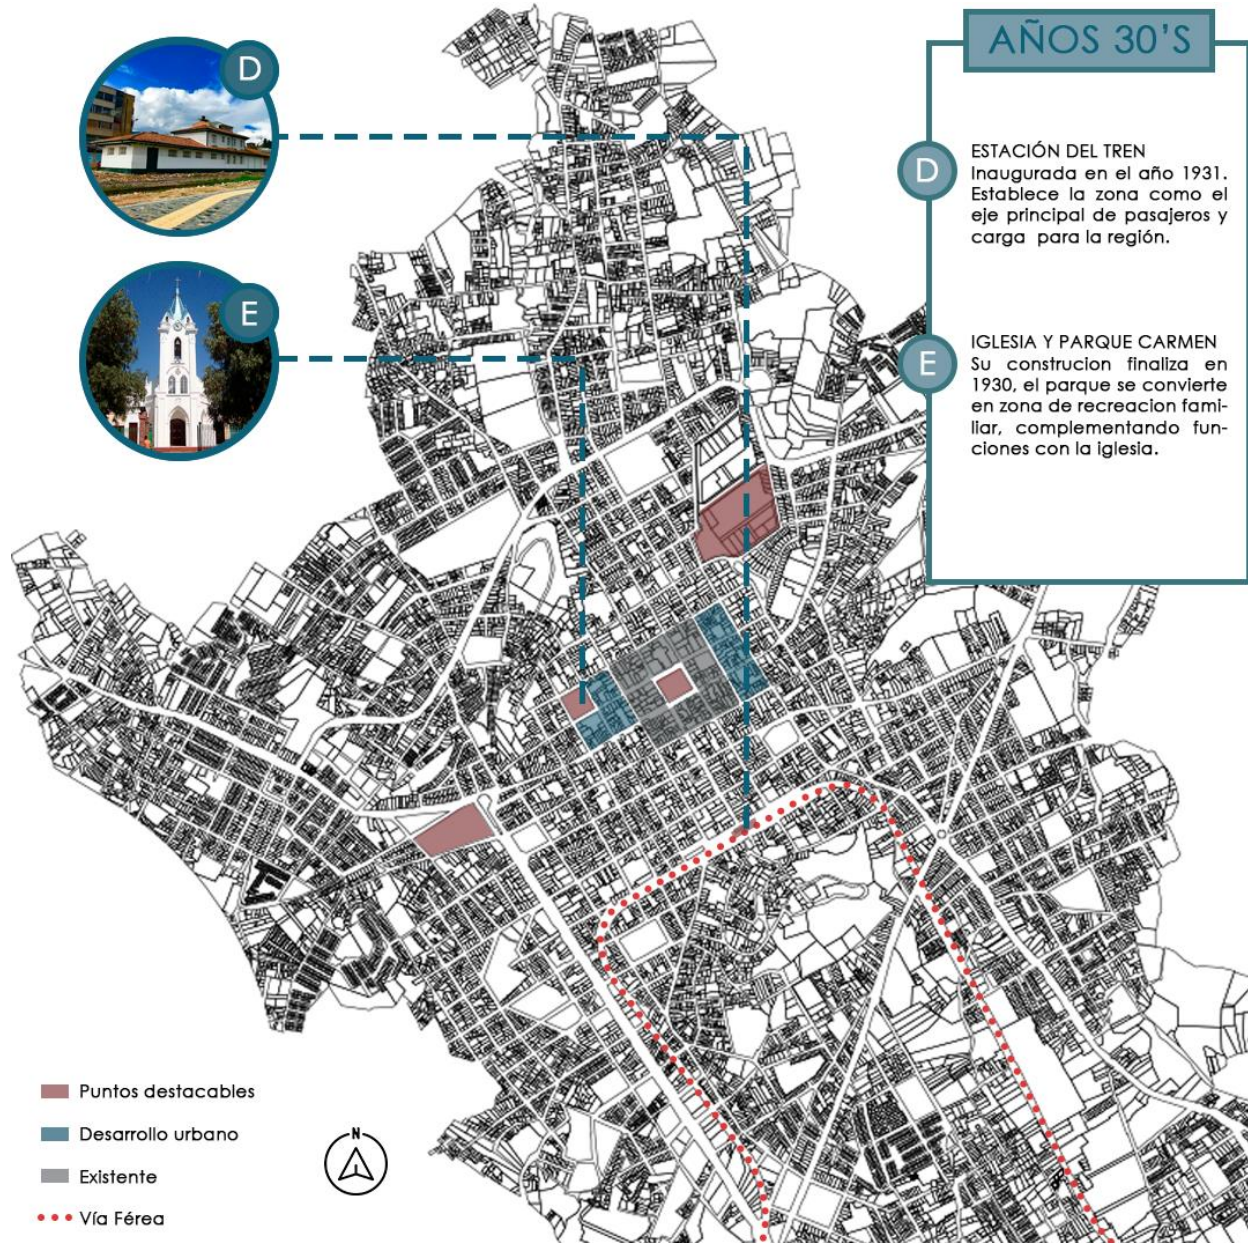 AÑOS 30'S
D
E
D
ESTACIÓN DEL TREN
Inaugurada en el año 1931.
Establece la zona como el
eje principal de pasajeros y
carga para la región.
E
IGLESIA Y PARQUE CARMEN
Su construcion finaliza en
1930, el parque se convierte
en zona de recreacion fami-
liar, complementando fun-
ciones con la iglesia.
Puntos destacables
Desarrollo urbano
Existente
Vía Férea
N